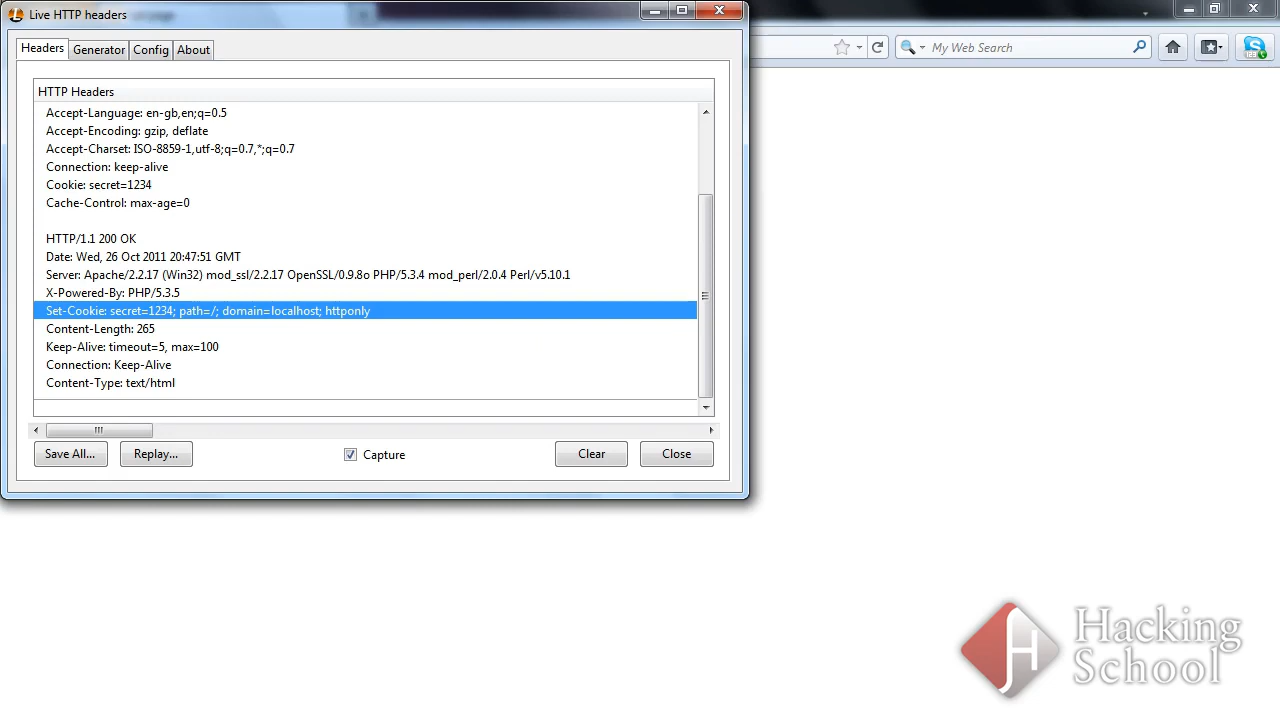 Live HTTP headers
Headers Generator Config About
My Web Search
HTTP Headers
Accept-Language: en-gb,en;q=0.5
Accept-Encoding: gzip, deflate
Accept-Charset: ISO-8859-1,utf-8;q=0.7,*;q=0.7
Connection: keep-alive
Cookie: secret=1234
Cache-Control: max-age=0
HTTP/1.1 200 OK
Date: Wed, 26 Oct 2011 20:47:51 GMT
Server: Apache/2.2.17 (Win32) mod_ssl/2.2.17 OpenSSL/0.9.8o PHP/5.3.4 mod_perl/2.0.4 Perl/v5.10.1
X-Powered-By: PHP/5.3.5
Set-Cookie: secret=1234; path=/; domain=localhost; httponly
Content-Length: 265
Keep-Alive: timeout=5, max=100
Connection: Keep-Alive
Content-Type: text/html
Save All... Replay... Capture Clear Close
Hacking
School